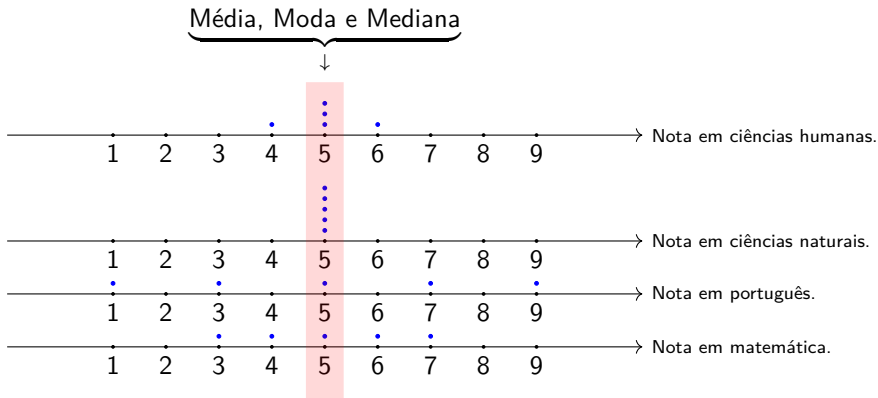 Média, Moda e Mediana
↓
1 2 3 4 5 6 7 8 9 Nota em ciências humanas.
1 2 3 4 5 6 7 8 9 Nota em ciências naturais.
1 2 3 4 5 6 7 8 9 Nota em português.
1 2 3 4 5 6 7 8 9 Nota em matemática.